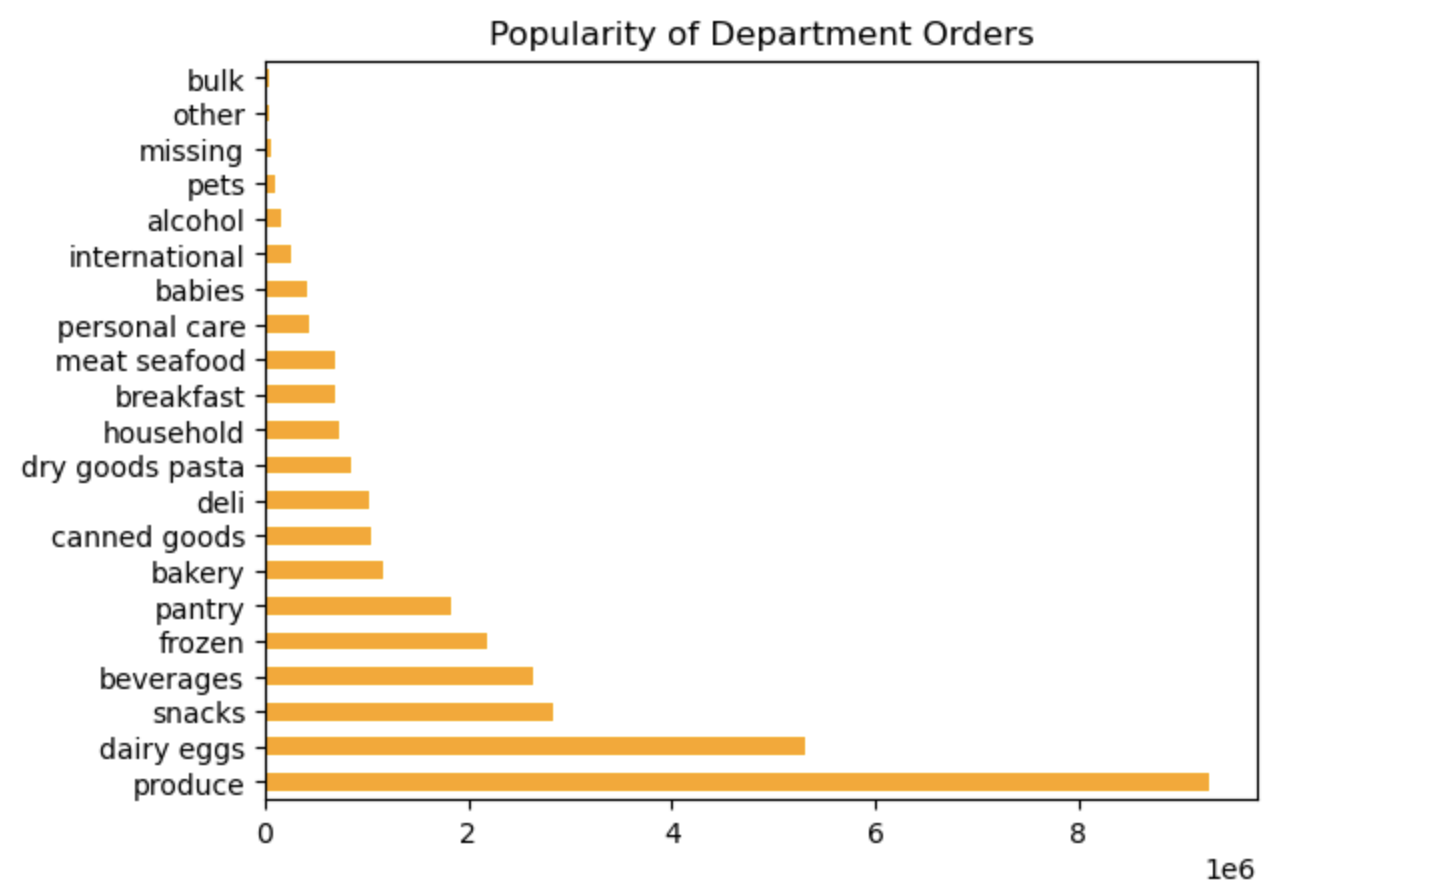 Popularity of Department Orders
bulk
other
missing
pets
alcohol
international
babies
personal care
meat seafood
breakfast
household
dry goods pasta
deli
canned goods
bakery
pantry
frozen
beverages
snacks
dairy eggs
produce
0 2 4 6 8
1e6